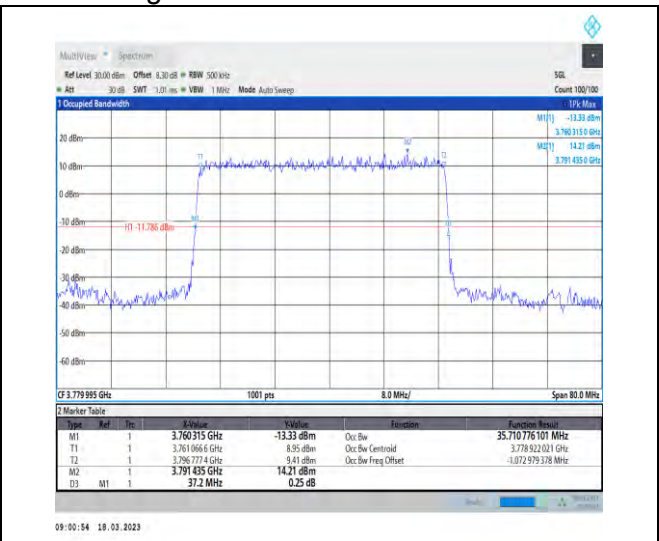 MultiView Spectrum
Ref Level 30.00 dBm Offset 8.30 dB RBW 500 kHz SGL
Att 30 dB SWT 1.01 ms VBW 1 MHz Mode Auto Sweep Count 100/100
1 Occupied Bandwidth 1Pk Max
M1[1] -13.33 dBm
3.760 315 0 GHz
M2[1] 14.21 dBm
3.791 435 0 GHz
20 dBm
10 dBm
0 dBm
-10 dBm
H1 -11.786 dBm
-20 dBm
-30 dBm
-40 dBm
-50 dBm
-60 dBm
T1
M2
T2
M1
CF 3.779 995 GHz 1001 pts 8.0 MHz/ Span 80.0 MHz
2 Marker Table
Type Ref Trc X-Value Y-Value Function Function Result
M1 1 3.760 315 GHz -13.33 dBm Occ Bw 35.710 776 101 MHz
T1 1 3.761 066 6 GHz 8.95 dBm Occ Bw Centroid 3.778 922 021 GHz
T2 1 3.796 777 4 GHz 9.41 dBm Occ Bw Freq Offset -1.072 979 378 MHz
M2 1 3.791 435 GHz 14.21 dBm
D3 M1 1 37.2 MHz 0.25 dB
09:00:54 18.03.2023